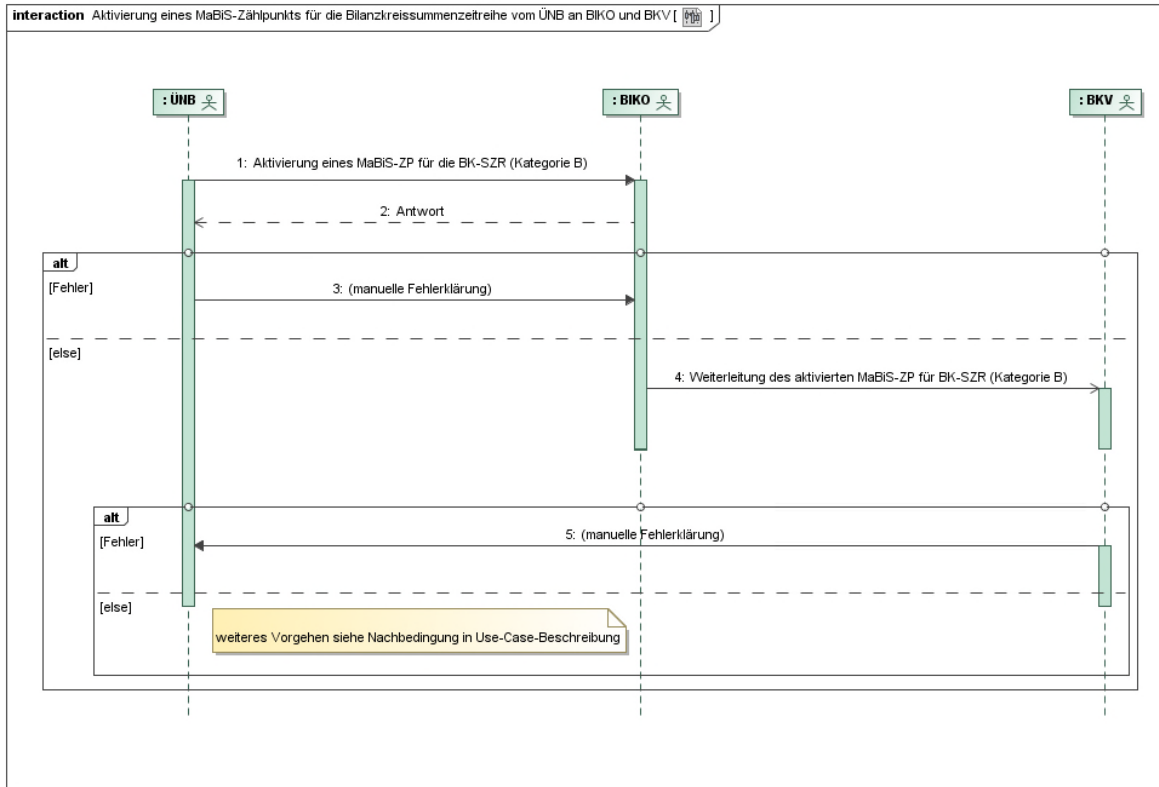 interaction Aktivierung eines MaBiS-Zählpunkts für die Bilanzkreissummenzeitreihe vom ÜNB an BIKO und BKV [ ]
: ÜNB
: BIKO
: BKV
1: Aktivierung eines MaBiS-ZP für die BK-SZR (Kategorie B)
2: Antwort
alt
[Fehler]
3: (manuelle Fehlerklärung)
[else]
4: Weiterleitung des aktivierten MaBiS-ZP für BK-SZR (Kategorie B)
alt
[Fehler]
5: (manuelle Fehlerklärung)
[else]
weiteres Vorgehen siehe Nachbedingung in Use-Case-Beschreibung